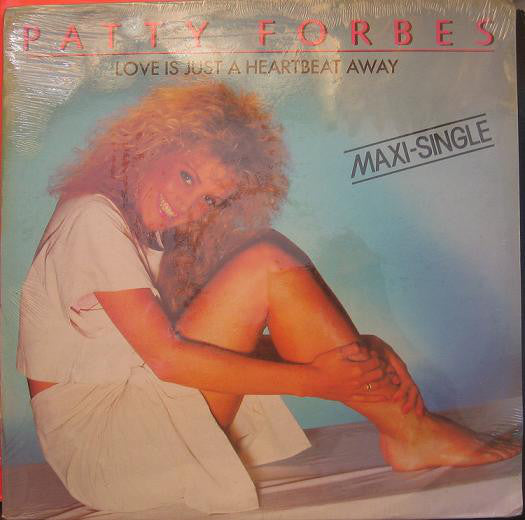 PATTY FORBES
LOVE IS JUST A HEARTBEAT AWAY
MAXI-SINGLE